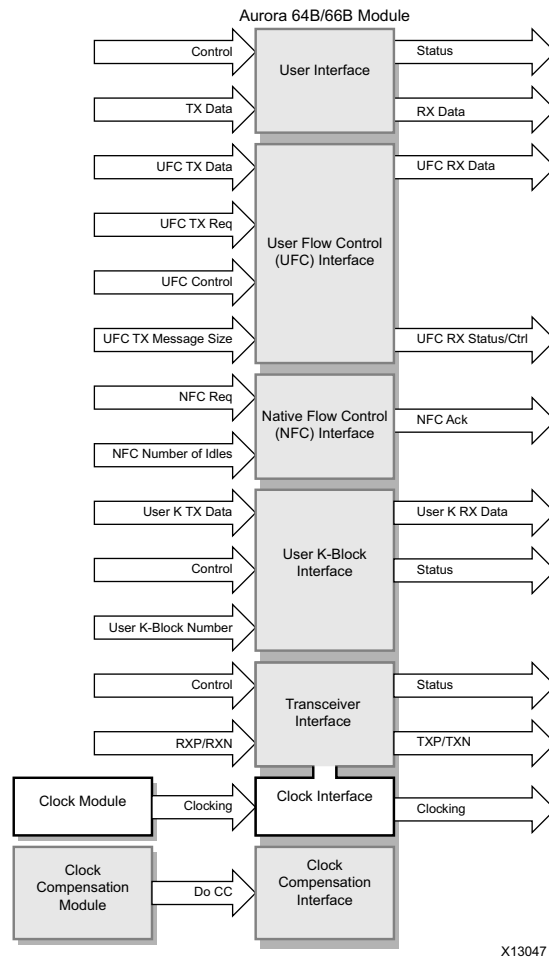 Aurora 64B/66B Module
Control
User Interface
Status
TX Data
RX Data
UFC TX Data
UFC RX Data
UFC TX Req
User Flow Control
(UFC) Interface
UFC Control
UFC TX Message Size
UFC RX Status/Ctrl
NFC Req
Native Flow Control
(NFC) Interface
NFC Ack
NFC Number of Idles
User K TX Data
User K RX Data
User K-Block
Interface
Control
Status
User K-Block Number
Control
Status
Transceiver
Interface
RXP/RXN
TXP/TXN
Clock Module
Clocking
Clock Interface
Clocking
Clock
Compensation
Module
Do CC
Clock
Compensation
Interface
X13047